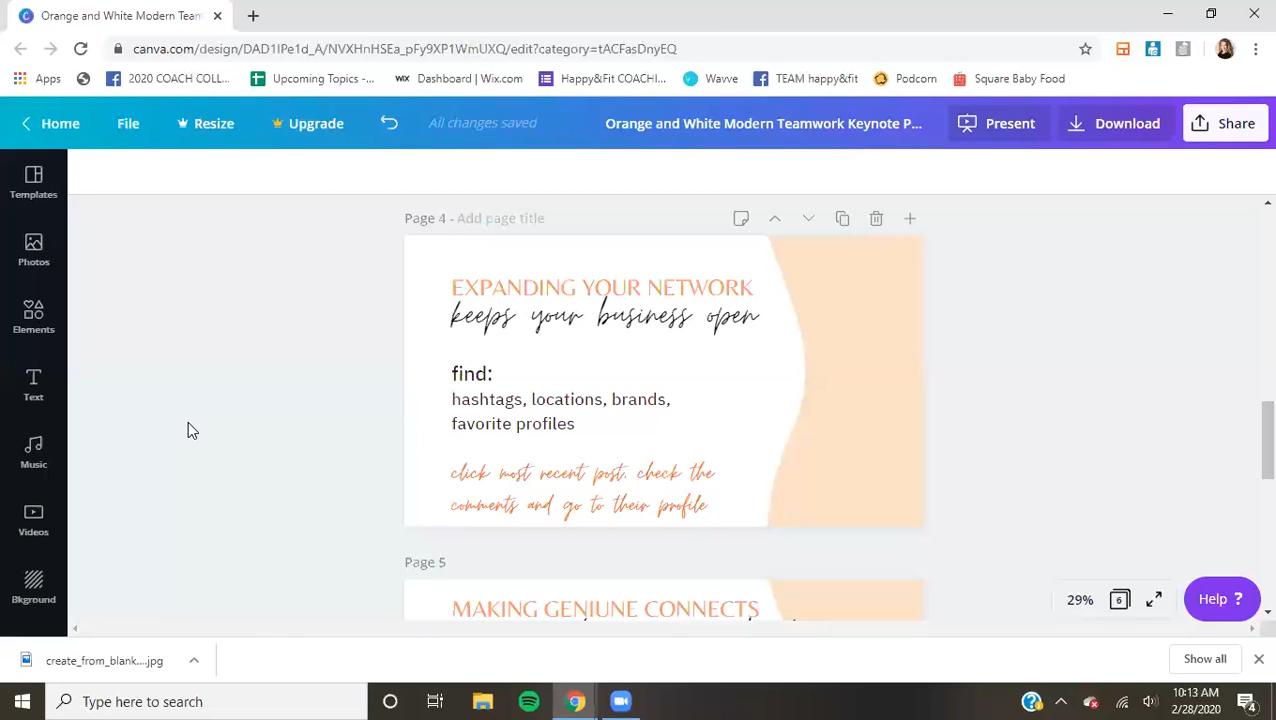 Orange and White Modern Team
canva.com/design/DAD1IPe1d_A/NVXHnHSEa_pFy9XP1WmUXQ/edit?category=tACFasDnyEQ
Apps
2020 COACH COLL...
Upcoming Topics -...
WiX Dashboard | Wix.com
Happy&Fit COACHI...
Wavve
TEAM happy&fit
Podcorn
Square Baby Food
Home
File
Resize
Upgrade
All changes saved
Orange and White Modern Teamwork Keynote P...
Present
Download
Share
Templates
Photos
Elements
Text
Music
Videos
Bkground
Page 4 - Add page title
EXPANDING YOUR NETWORK
keeps your business open
find:
hashtags, locations, brands,
favorite profiles
click most recent post, check the
comments and go to their profile
Page 5
MAKING GENIUNE CONNECTS
29%
6
Help ?
create_from_blank....jpg
Show all
Type here to search
10:13 AM
2/28/2020
4